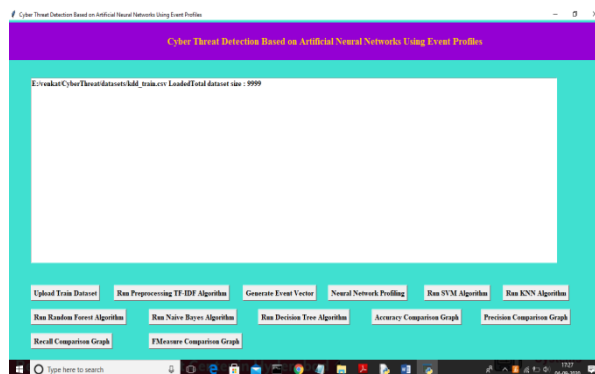 Cyber Threat Detection Based on Artificial Neural Networks Using Event Profiles
Cyber Threat Detection Based on Artificial Neural Networks Using Event Profiles
E:/venkat/CyberThreat/datasets/kdd_train.csv LoadedTotal dataset size : 9999
Upload Train Dataset Run Preprocessing TF-IDF Algorithm Generate Event Vector Neural Network Profiling Run SVM Algorithm Run KNN Algorithm
Run Random Forest Algorithm Run Naive Bayes Algorithm Run Decision Tree Algorithm Accuracy Comparison Graph Precision Comparison Graph
Recall Comparison Graph FMeasure Comparison Graph
Type here to search 17:27